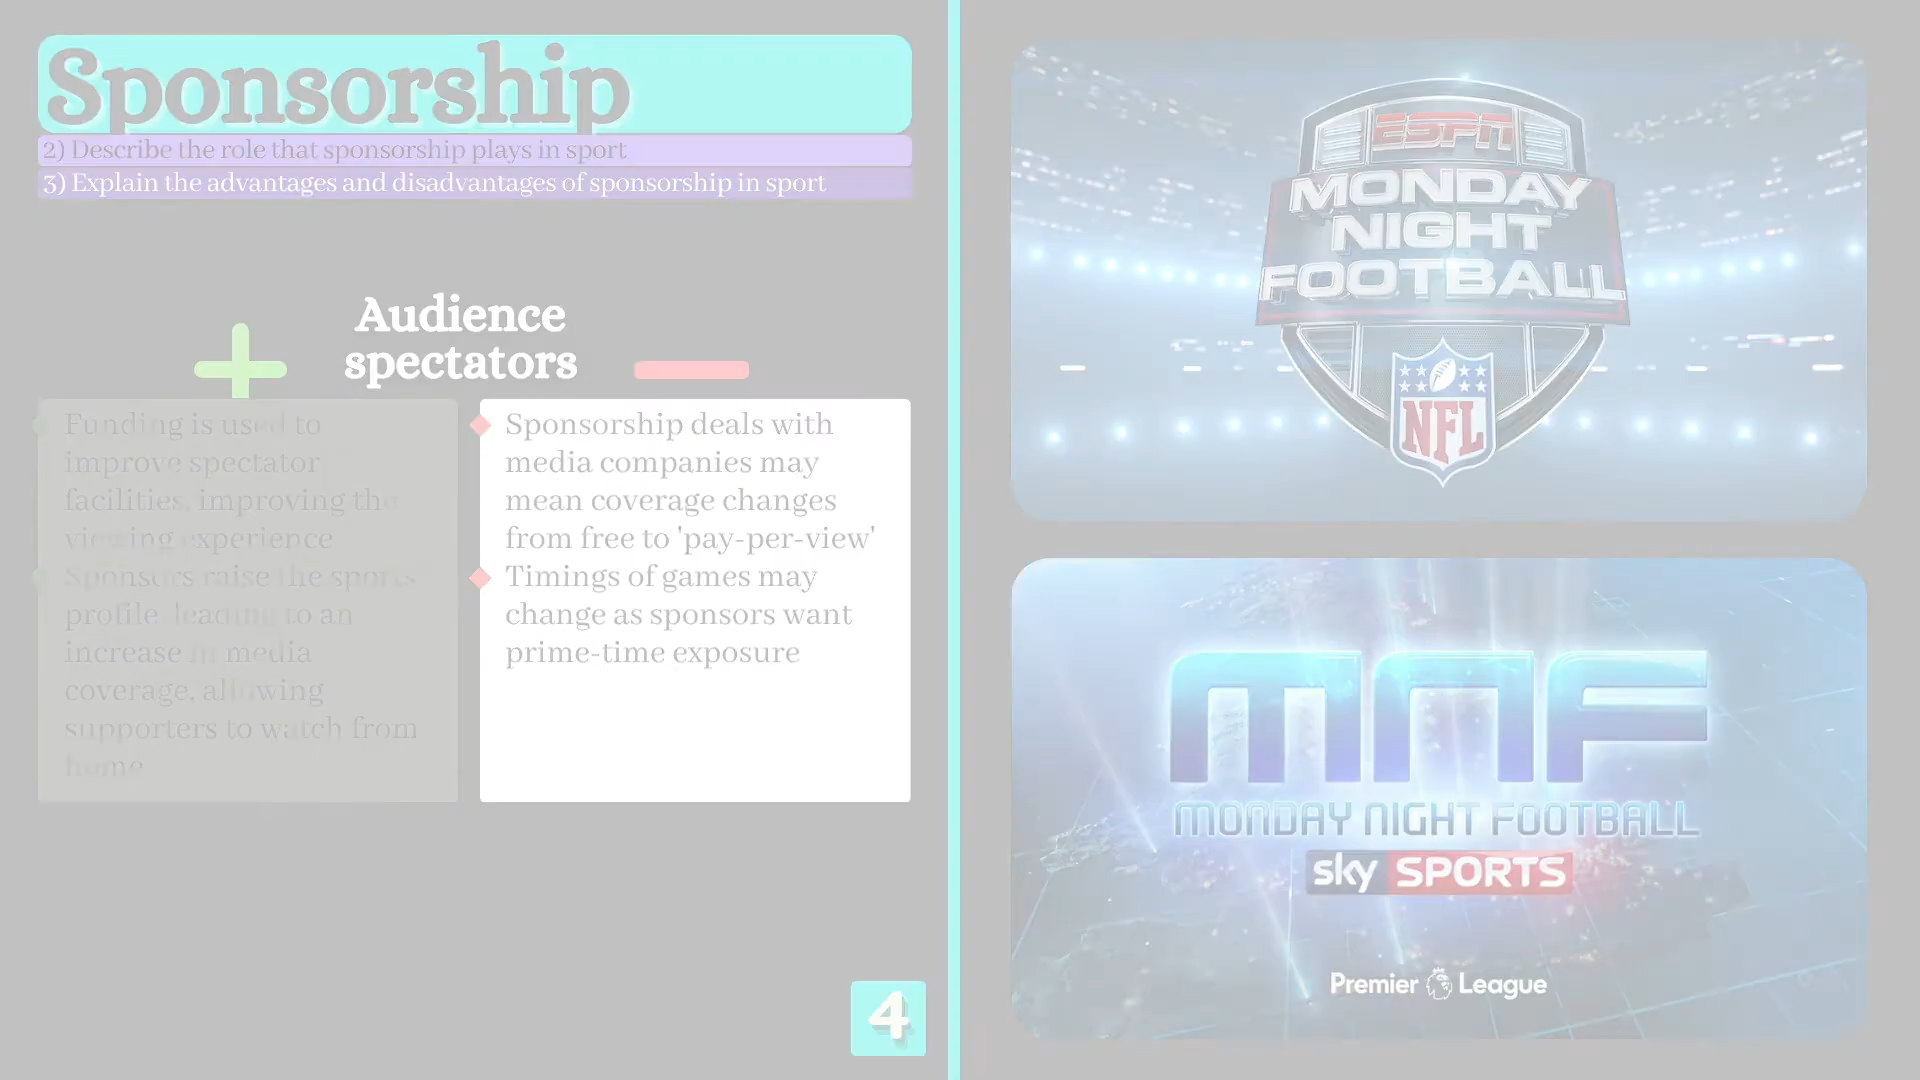 Sponsorship
2) Describe the role that sponsorship plays in sport
3) Explain the advantages and disadvantages of sponsorship in sport
Audience
spectators
Funding is used to
improve spectator
facilities, improving the
viewing experience
Sponsors raise the sports
profile leading to an
increase in media
coverage, allowing
supporters to watch from
home
Sponsorship deals with
media companies may
mean coverage changes
from free to 'pay-per-view'
Timings of games may
change as sponsors want
prime-time exposure
4
ESPN
MONDAY
NIGHT
FOOTBALL
NFL
MNF
MONDAY NIGHT FOOTBALL
sky SPORTS
Premier League